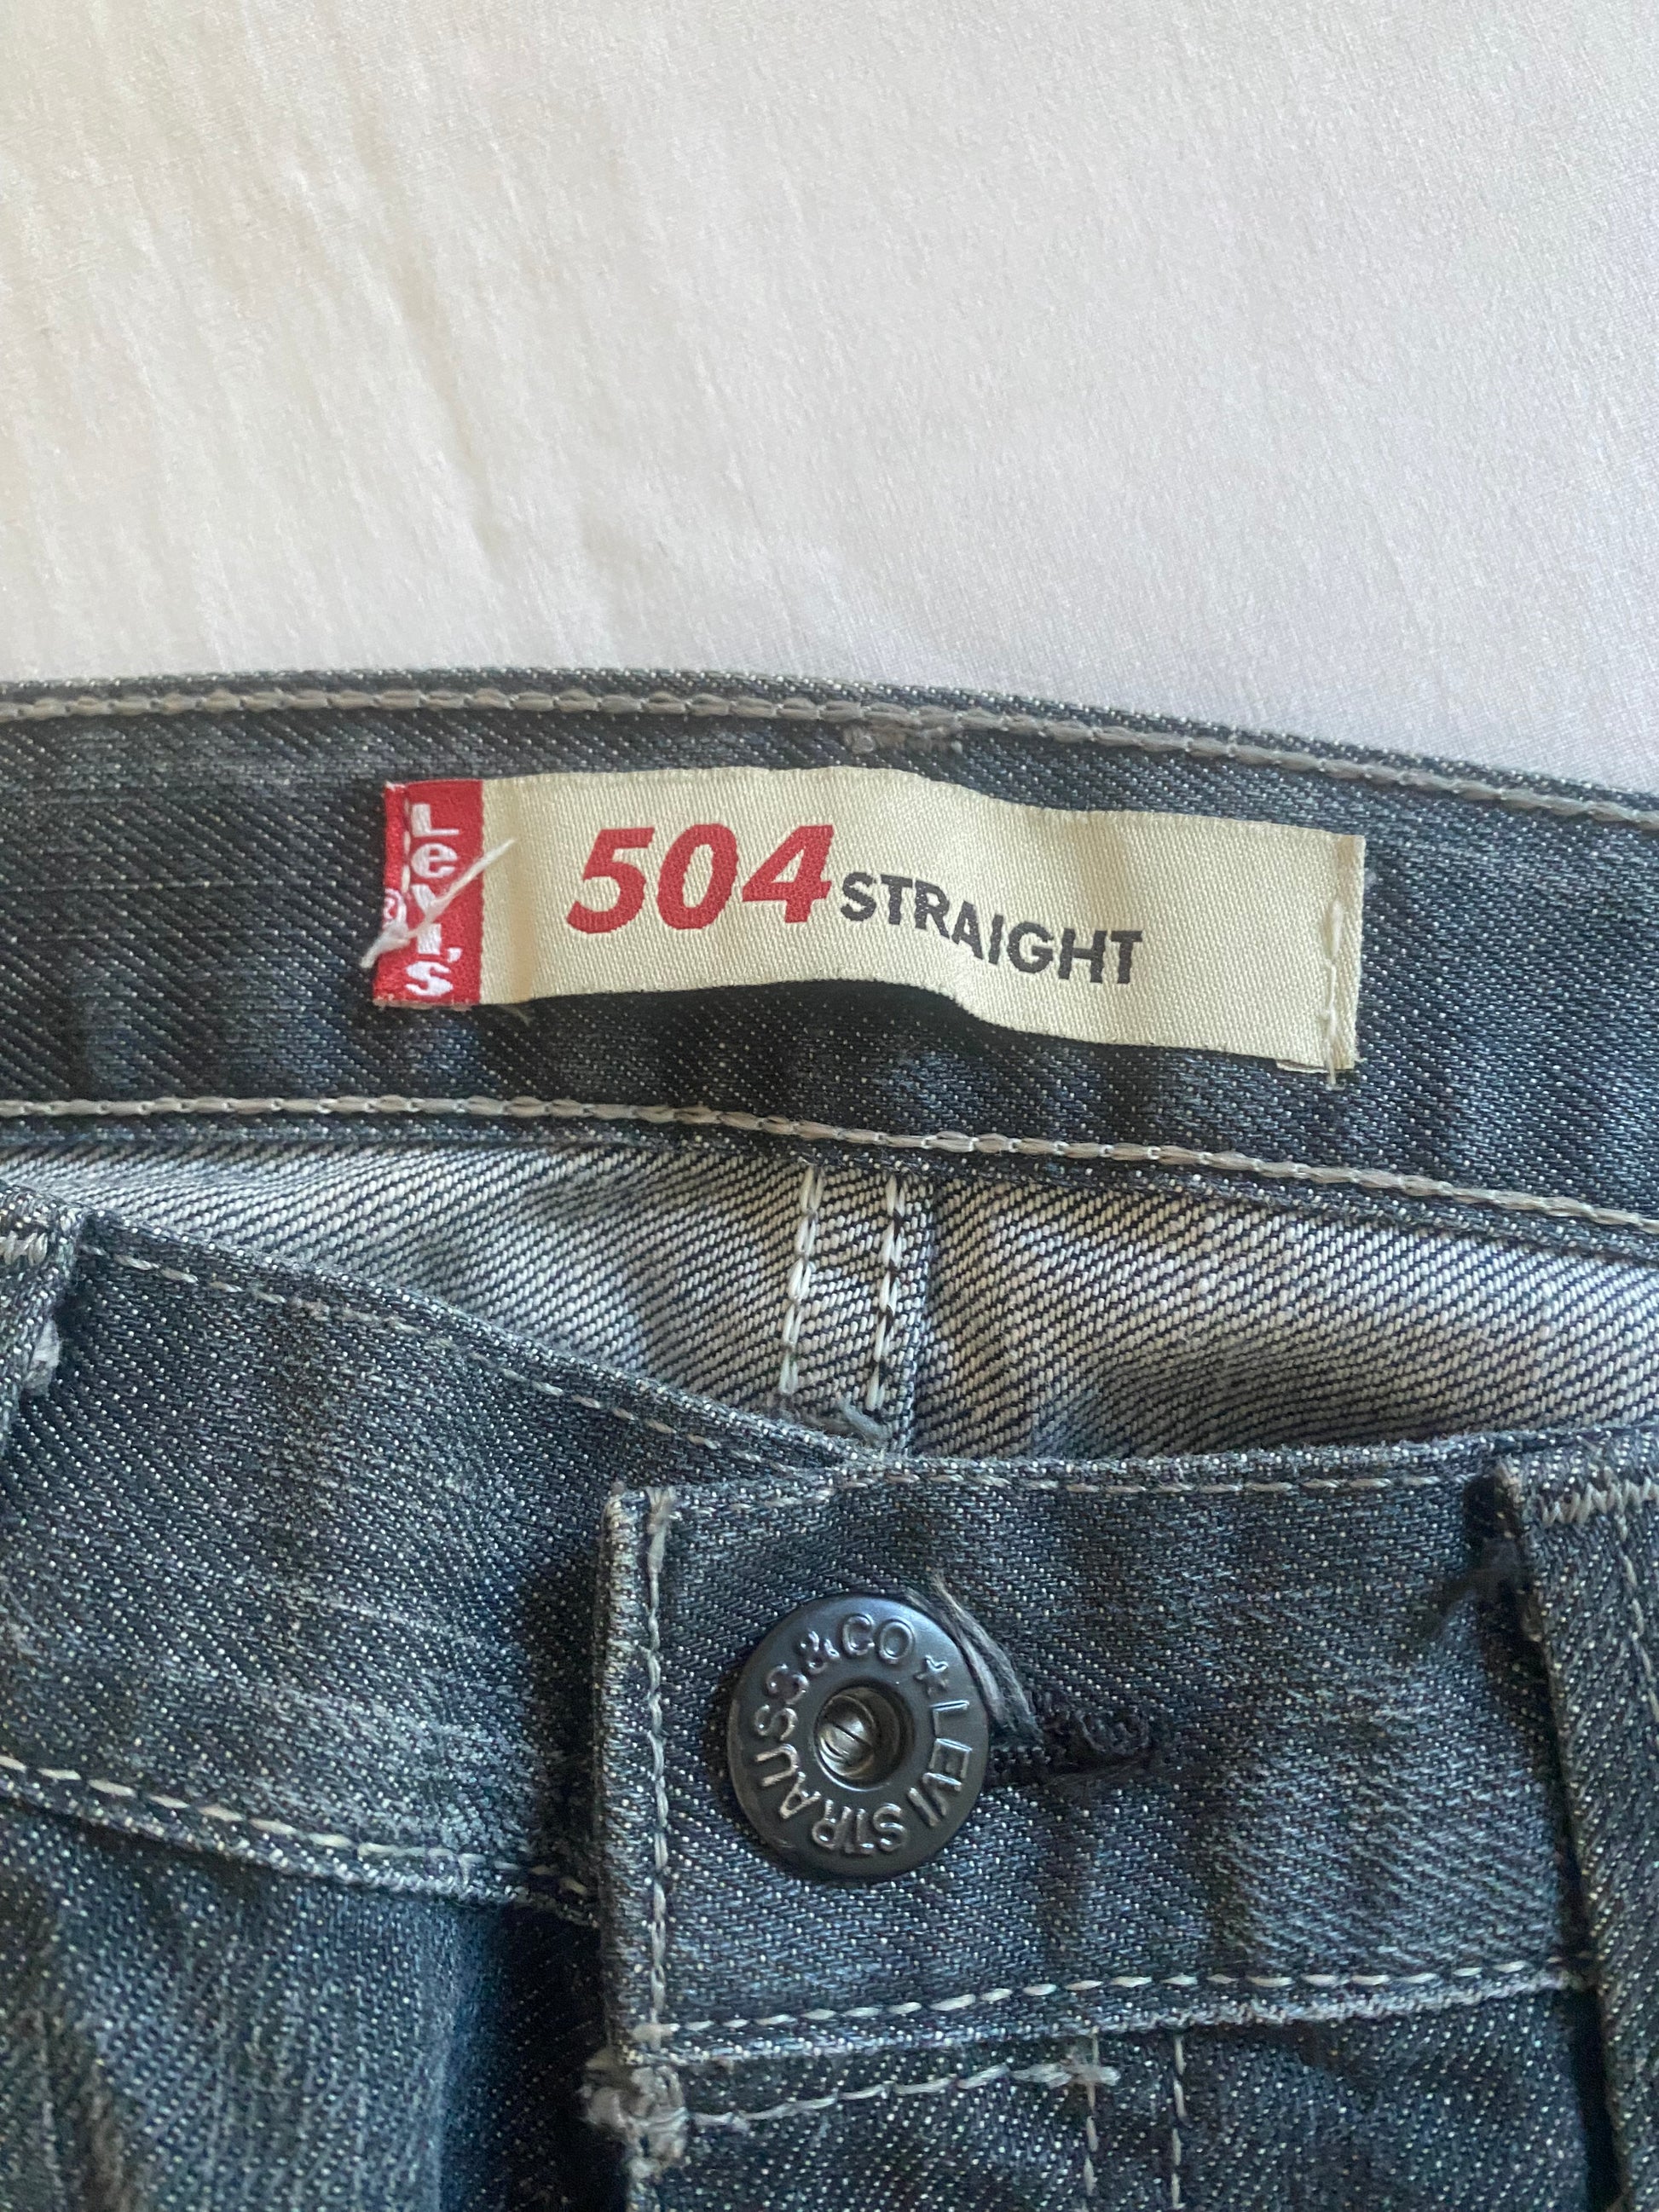 Levi's ®
504 STRAIGHT
LEVI STRAUSS & CO ★